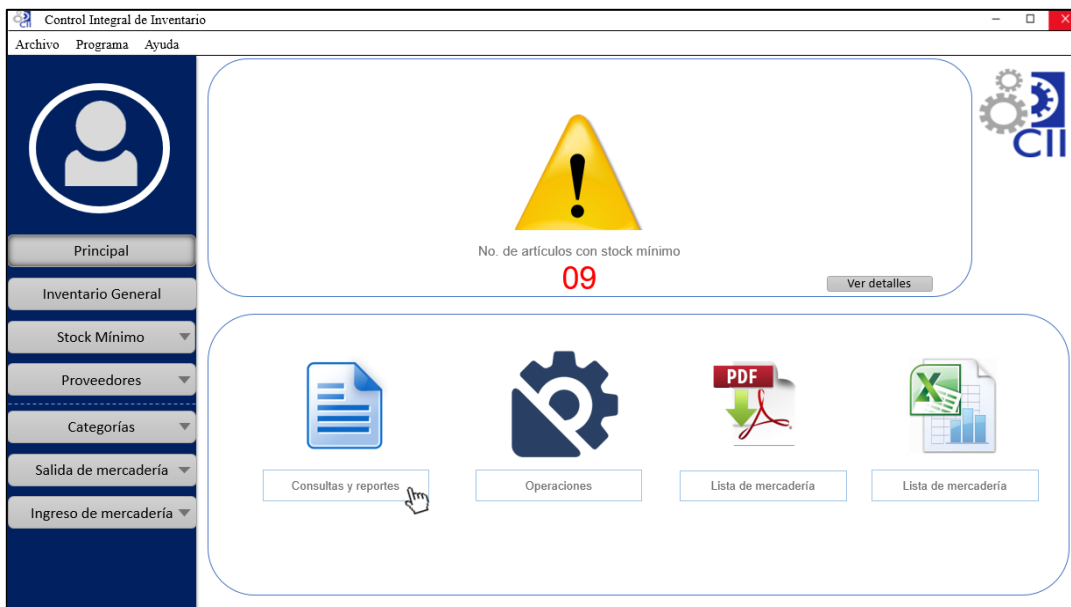 CII
Control Integral de Inventario
Archivo Programa Ayuda
CII
No. de artículos con stock mínimo
09
Ver detalles
Principal
Inventario General
Stock Mínimo
Proveedores
Categorías
Salida de mercadería
Ingreso de mercadería
PDF
X
Consultas y reportes
Operaciones
Lista de mercadería
Lista de mercadería